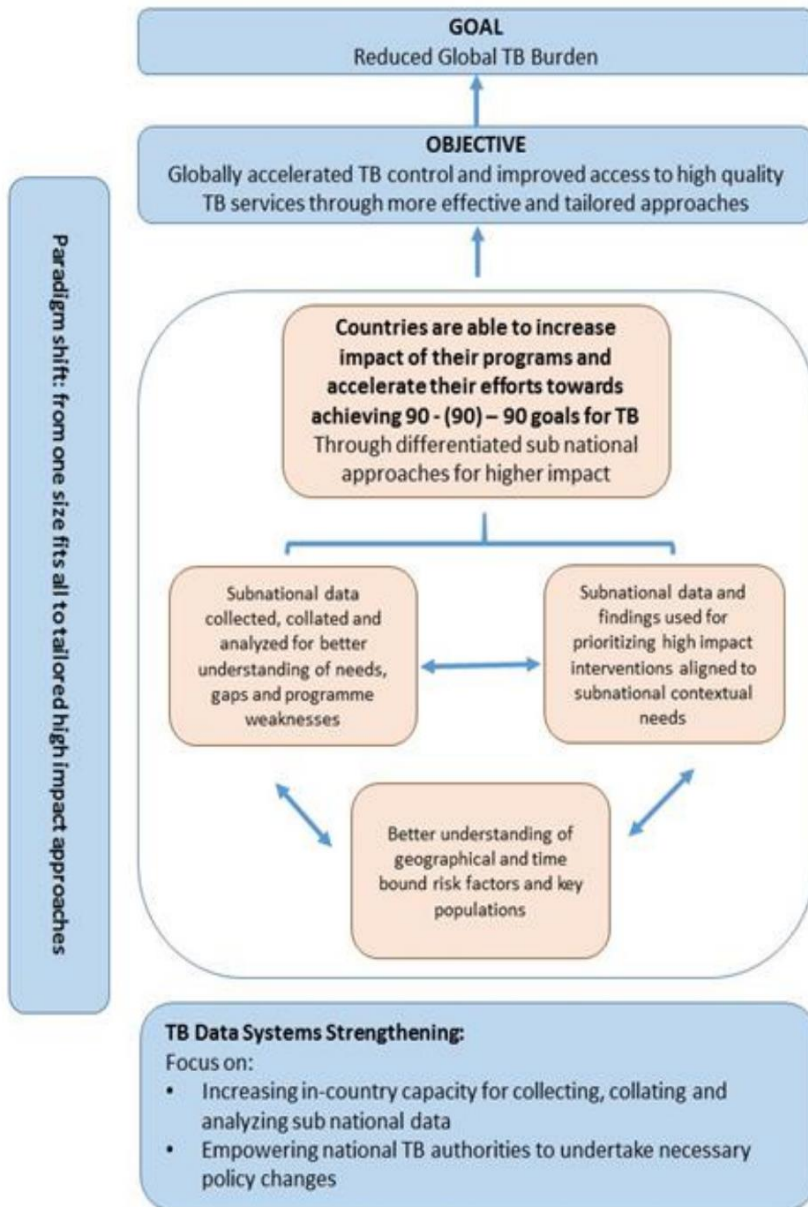 GOAL
Reduced Global TB Burden
OBJECTIVE
Globally accelerated TB control and improved access to high quality
TB services through more effective and tailored approaches
Paradigm shift: from one size fits all to tailored high impact approaches
Countries are able to increase
impact of their programs and
accelerate their efforts towards
achieving 90 - (90) – 90 goals for TB
Through differentiated sub national
approaches for higher impact
Subnational data
collected, collated and
analyzed for better
understanding of needs,
gaps and programme
weaknesses
Subnational data and
findings used for
prioritizing high impact
interventions aligned to
subnational contextual
needs
Better understanding of
geographical and time
bound risk factors and key
populations
TB Data Systems Strengthening:
Focus on:
• Increasing in-country capacity for collecting, collating and
analyzing sub national data
• Empowering national TB authorities to undertake necessary
policy changes